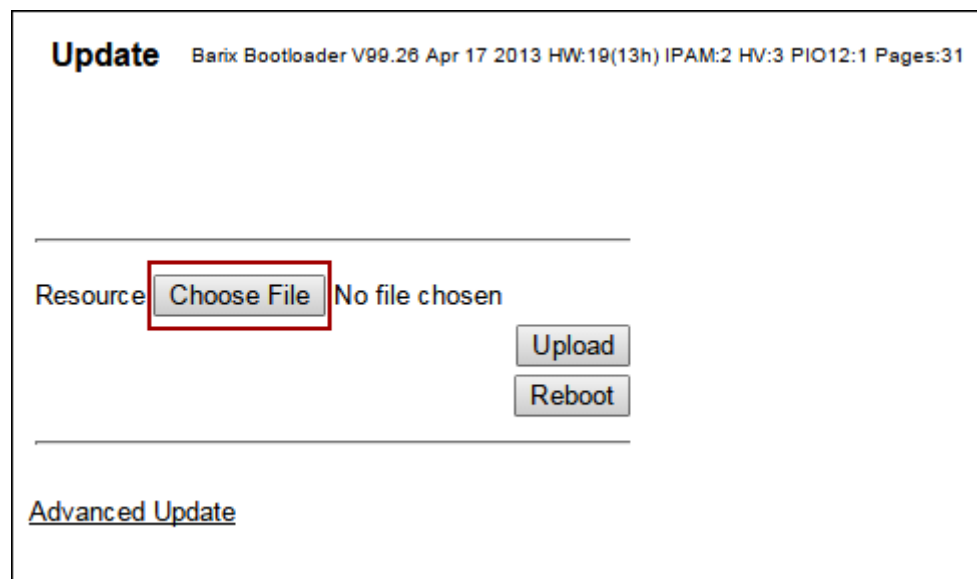 Update Barix Bootloader V99.26 Apr 17 2013 HW:19(13h) IPAM:2 HV:3 PIO12:1 Pages:31
Resource Choose File No file chosen
Upload
Reboot
Advanced Update